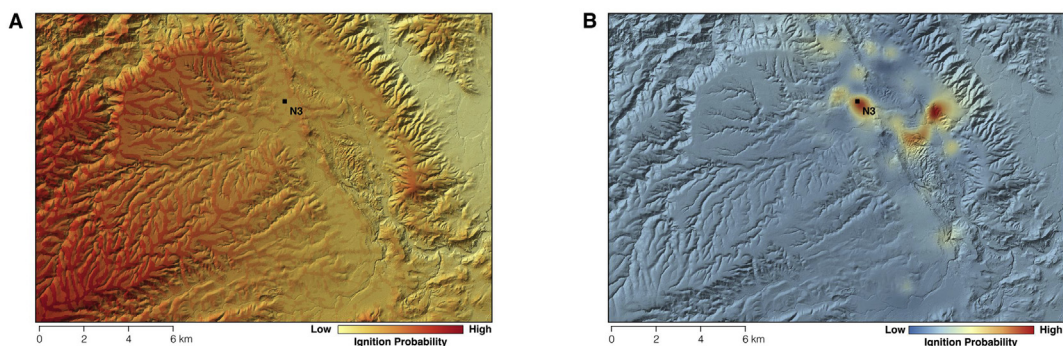 A
N3
0 2 4 6 km
Low High
Ignition Probability
B
N3
0 2 4 6 km
Low High
Ignition Probability